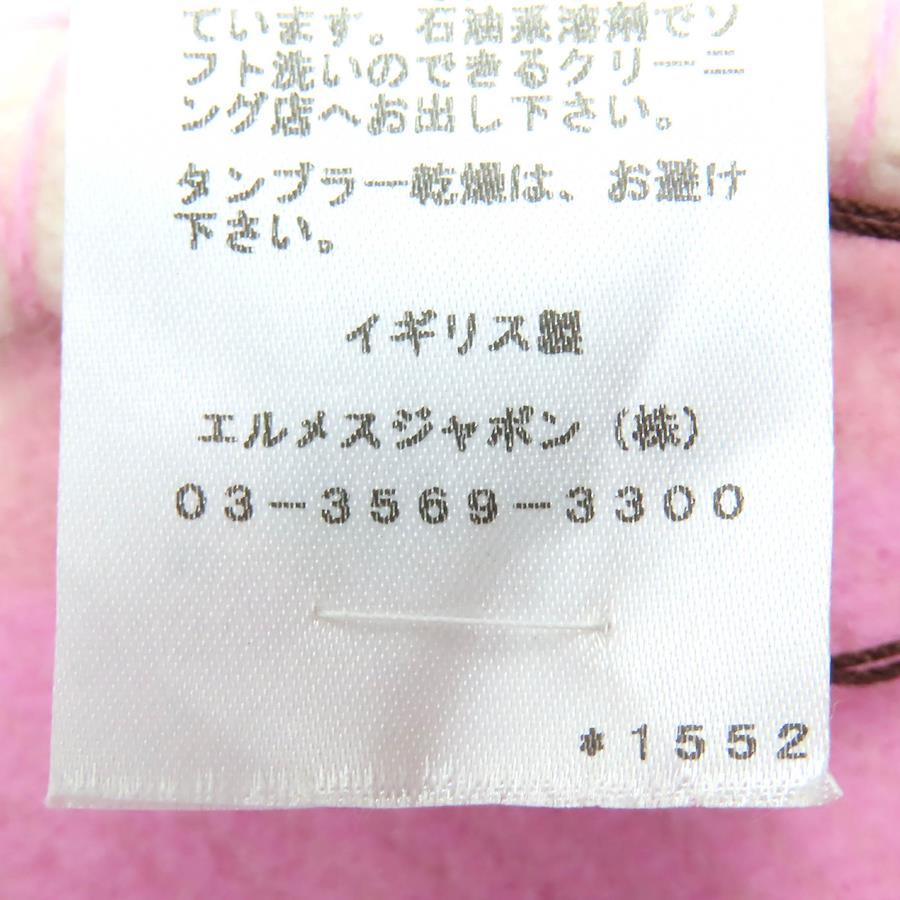 ています。石油系溶剤でソ
フト洗いのできるクリーニ
ング店へお出し下さい。
タンブラー乾燥は、お避け
下さい。
イギリス製
エルメスジャポン（株）
03-3569-3300
*1552